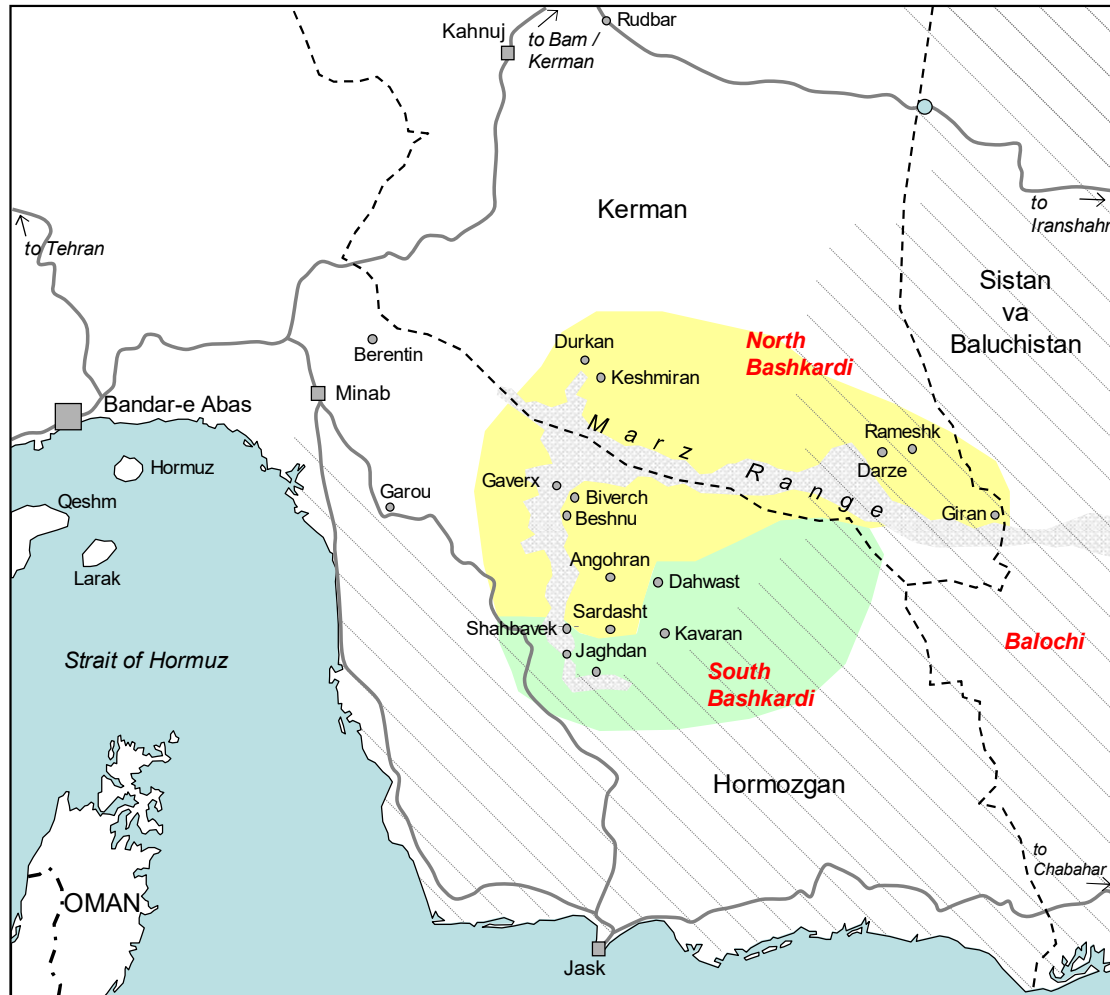 Rudbar
Kahnuj
to Bam /
Kerman
Kerman
to
Iranshahr
to Tehran
Sistan
va
Baluchistan
North
Bashkardi
Durkan
Keshmiran
Berentin
Minab
Bandar-e Abas
Marz Range
Rameshk
Darze
Hormuz
Gaverx
Biverch
Qeshm
Garou
Beshnu
Giran
Larak
Angohran
Dahwast
Sardasht
Shahbavek
Kavaran
Jaghdan
Strait of Hormuz
Balochi
South
Bashkardi
Hormozgan
to
Chabahar
OMAN
Jask